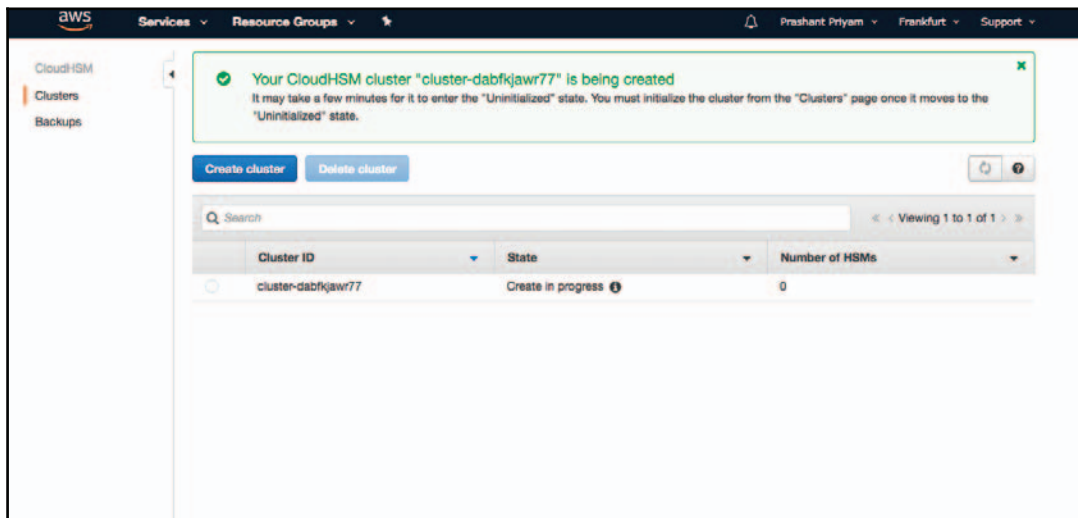 aws Services Resource Groups Prashant Priyam Frankfurt Support
CloudHSM
Clusters
Backups
Your CloudHSM cluster "cluster-dabfkjawr77" is being created
It may take a few minutes for it to enter the "Uninitialized" state. You must initialize the cluster from the "Clusters" page once it moves to the
"Uninitialized" state.
Create cluster Delete cluster
Search « < Viewing 1 to 1 of 1 > »
Cluster ID State Number of HSMs
cluster-dabfkjawr77 Create in progress 0